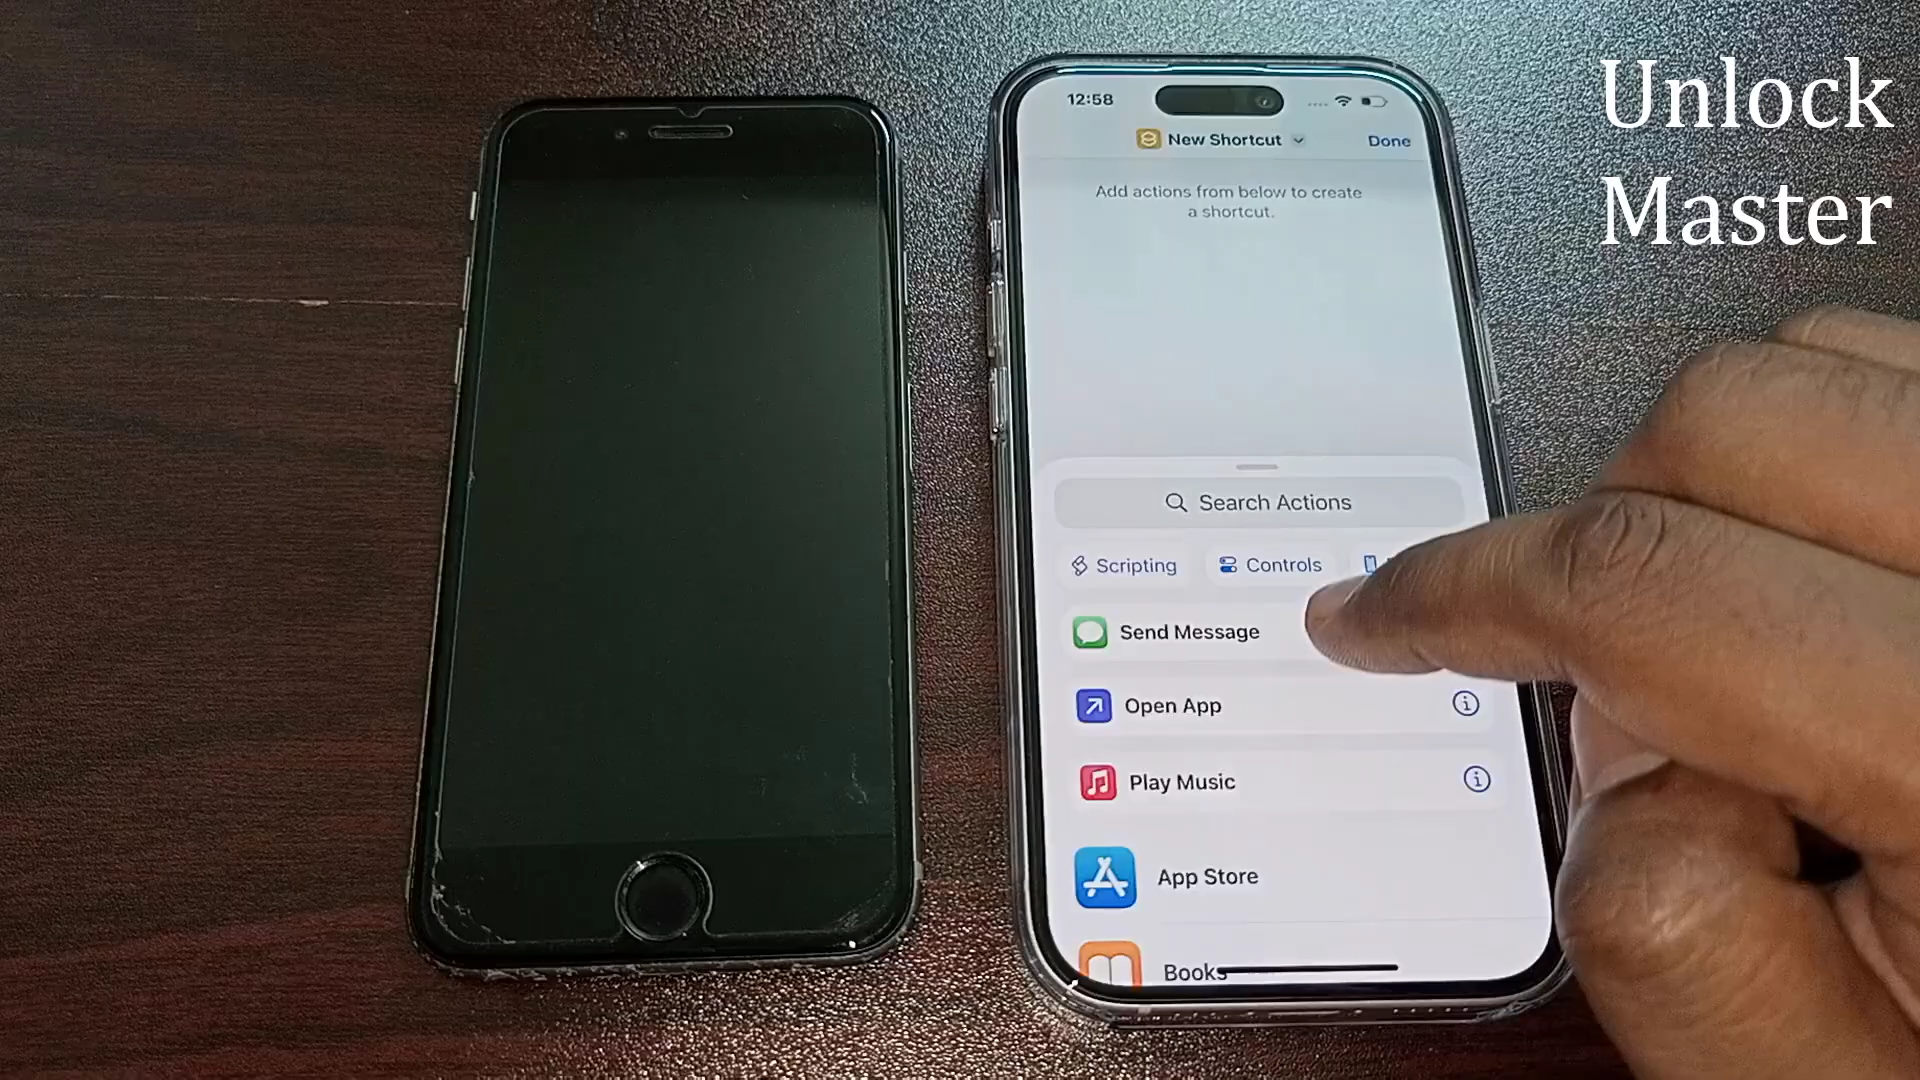 Unlock
Master
12:58
New Shortcut
Done
Add actions from below to create
a shortcut.
Search Actions
Scripting
Controls
Send Message
Open App
Play Music
App Store
Books